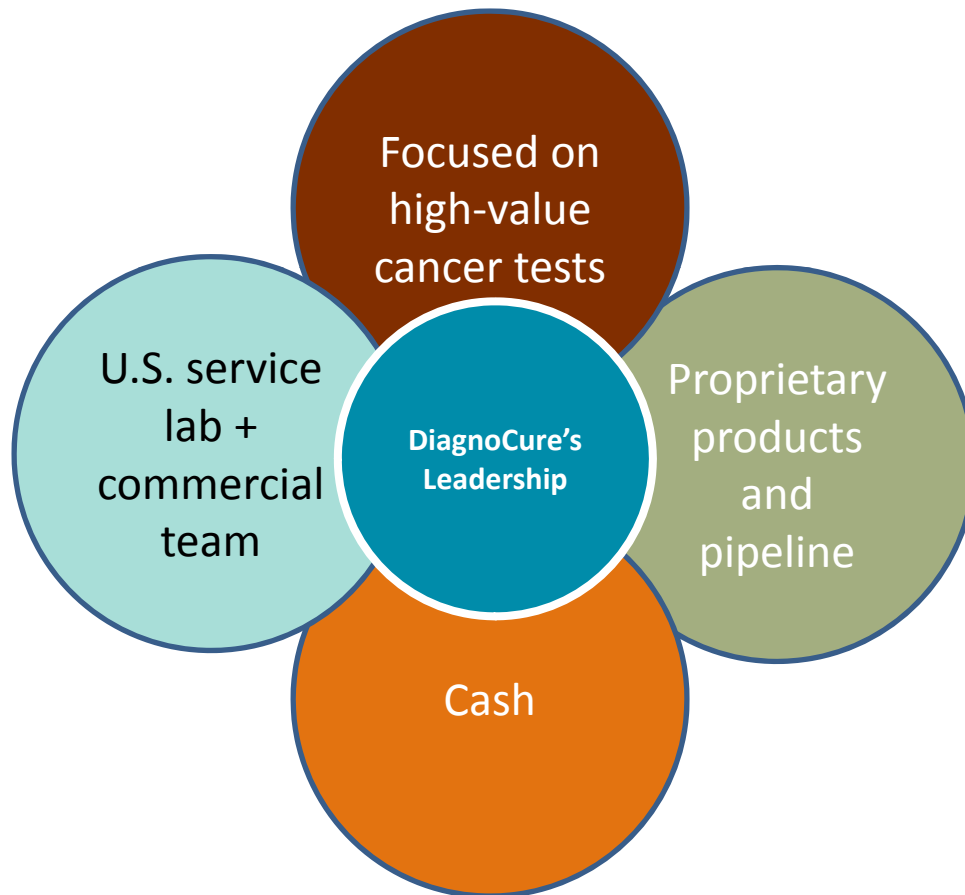 Focused on
high-value
cancer tests
U.S. service
lab +
commercial
team
DiagnoCure’s
Leadership
Proprietary
products
and
pipeline
Cash